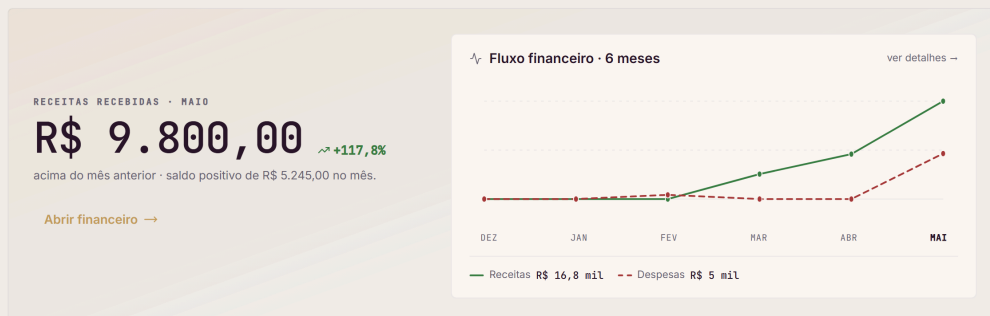 RECEITAS RECEBIDAS · MAIO
R$ 9.800,00 +117,8%
acima do mês anterior · saldo positivo de R$ 5.245,00 no mês.
Abrir financeiro →
Fluxo financeiro · 6 meses
ver detalhes →
DEZ JAN FEV MAR ABR MAI
Receitas R$ 16,8 mil Despesas R$ 5 mil